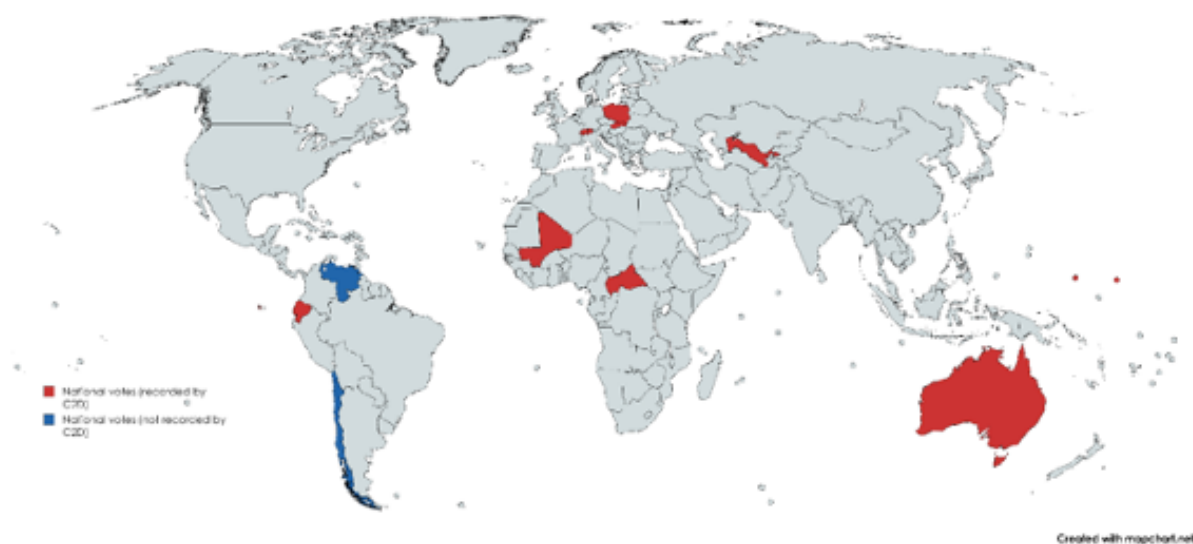 National votes (recorded by
C2D)
National votes (not recorded by
C2D)
Created with mapchart.net